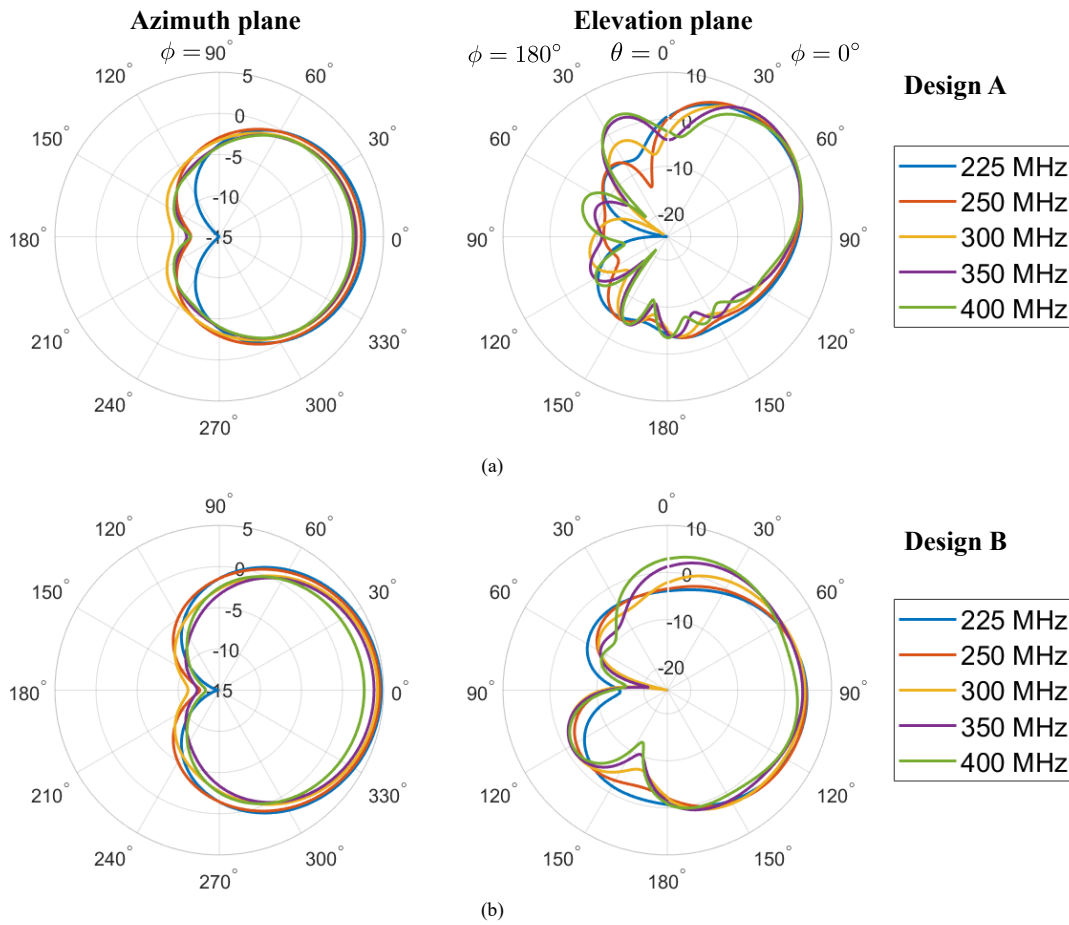 Azimuth plane
Elevation plane
ϕ = 90°
ϕ = 180°
θ = 0°
ϕ = 0°
120° 5 60°
150° 0 30°
-5
-10
180° -15 0°
210° 330°
240° 300°
270°
30° 10 30°
60° 0 60°
-10
-20
90° 90°
120° 120°
150° 150°
180°
Design A
225 MHz
250 MHz
300 MHz
350 MHz
400 MHz
(a)
90°
120° 5 60°
150° 0 30°
-5
-10
180° -15 0°
210° 330°
240° 300°
270°
0°
30° 10 30°
60° 0 60°
-10
-20
90° 90°
120° 120°
150° 150°
180°
Design B
225 MHz
250 MHz
300 MHz
350 MHz
400 MHz
(b)